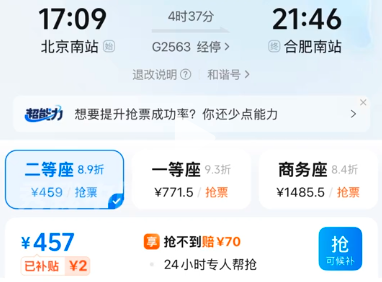 17:09 4时37分 21:46
北京南站 始 G2563 经停 > 终 合肥南站
退改说明 ? 和谐号 >
超能力 想要提升抢票成功率？你还少点能力 >
二等座 8.9折 一等座 9.3折 商务座 8.4折
¥459 / 抢票 ¥771.5 / 抢票 ¥1485.5 / 抢票
¥457 享 抢不到赔¥70 抢
已补贴 ¥2 • 24小时专人帮抢 可候补